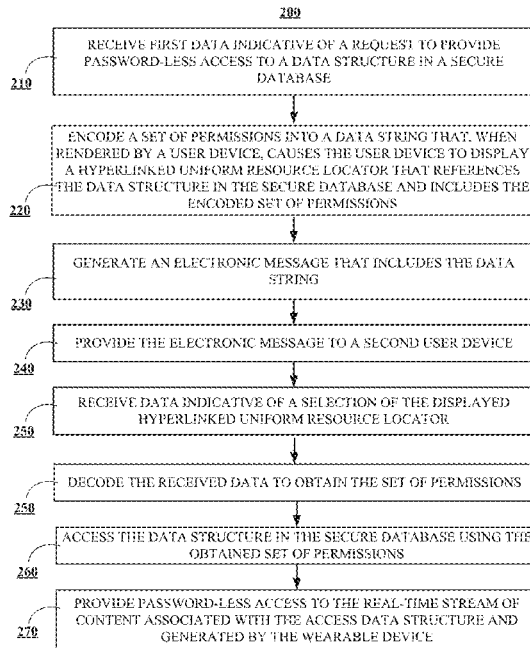 200
RECEIVE FIRST DATA INDICATIVE OF A REQUEST TO PROVIDE
PASSWORD-LESS ACCESS TO A DATA STRUCTURE IN A SECURE
DATABASE
210
ENCODE A SET OF PERMISSIONS INTO A DATA STRING THAT, WHEN
RENDERED BY A USER DEVICE, CAUSES THE USER DEVICE TO DISPLAY
A HYPERLINKED UNIFORM RESOURCE LOCATOR THAT REFERENCES
THE DATA STRUCTURE IN THE SECURE DATABASE AND INCLUDES THE
ENCODED SET OF PERMISSIONS
220
GENERATE AN ELECTRONIC MESSAGE THAT INCLUDES THE DATA
STRING
230
PROVIDE THE ELECTRONIC MESSAGE TO A SECOND USER DEVICE
240
RECEIVE DATA INDICATIVE OF A SELECTION OF THE DISPLAYED
HYPERLINKED UNIFORM RESOURCE LOCATOR
250
DECODE THE RECEIVED DATA TO OBTAIN THE SET OF PERMISSIONS
250
ACCESS THE DATA STRUCTURE IN THE SECURE DATABASE USING THE
OBTAINED SET OF PERMISSIONS
260
PROVIDE PASSWORD-LESS ACCESS TO THE REAL-TIME STREAM OF
CONTENT ASSOCIATED WITH THE ACCESS DATA STRUCTURE AND
GENERATED BY THE WEARABLE DEVICE
270